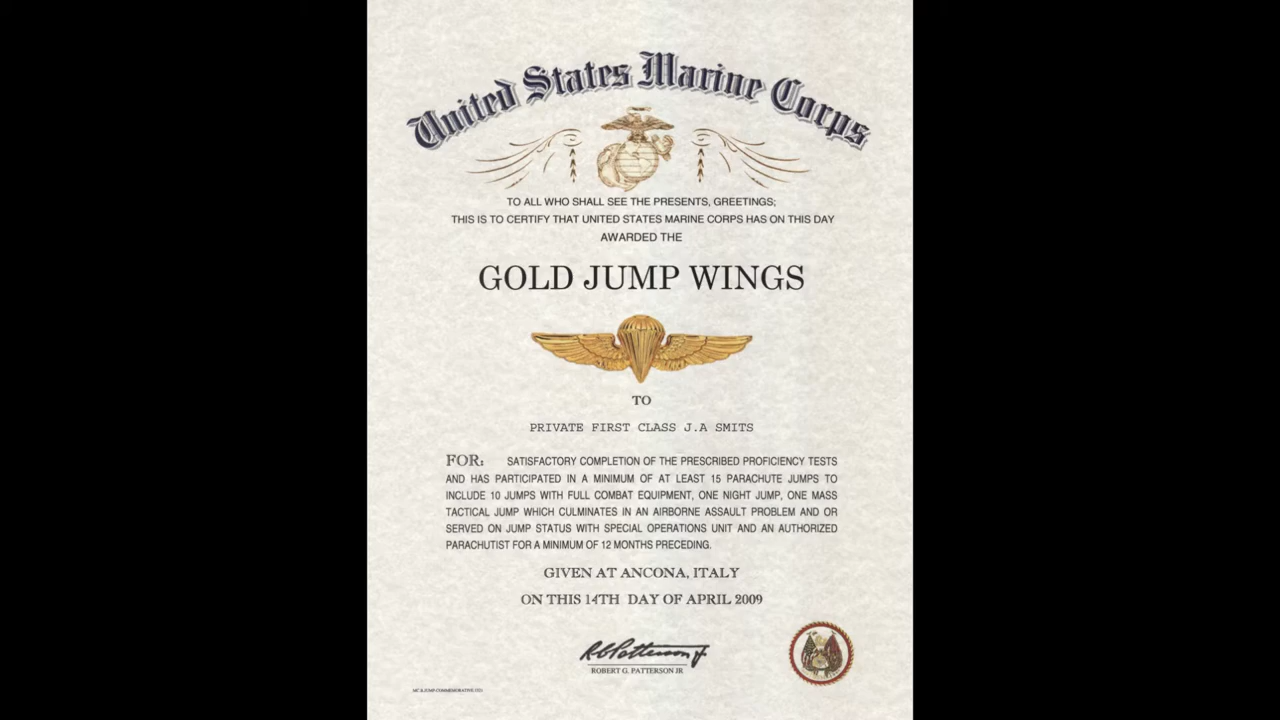 United States Marine Corps
TO ALL WHO SHALL SEE THE PRESENTS, GREETINGS;
THIS IS TO CERTIFY THAT UNITED STATES MARINE CORPS HAS ON THIS DAY
AWARDED THE
GOLD JUMP WINGS
TO
PRIVATE FIRST CLASS J.A SMITS
FOR: SATISFACTORY COMPLETION OF THE PRESCRIBED PROFICIENCY TESTS
AND HAS PARTICIPATED IN A MINIMUM OF AT LEAST 15 PARACHUTE JUMPS TO
INCLUDE 10 JUMPS WITH FULL COMBAT EQUIPMENT, ONE NIGHT JUMP, ONE MASS
TACTICAL JUMP WHICH CULMINATES IN AN AIRBORNE ASSAULT PROBLEM AND OR
SERVED ON JUMP STATUS WITH SPECIAL OPERATIONS UNIT AND AN AUTHORIZED
PARACHUTIST FOR A MINIMUM OF 12 MONTHS PRECEDING.
GIVEN AT ANCONA, ITALY
ON THIS 14TH DAY OF APRIL 2009
ROBERT G. PATTERSON JR